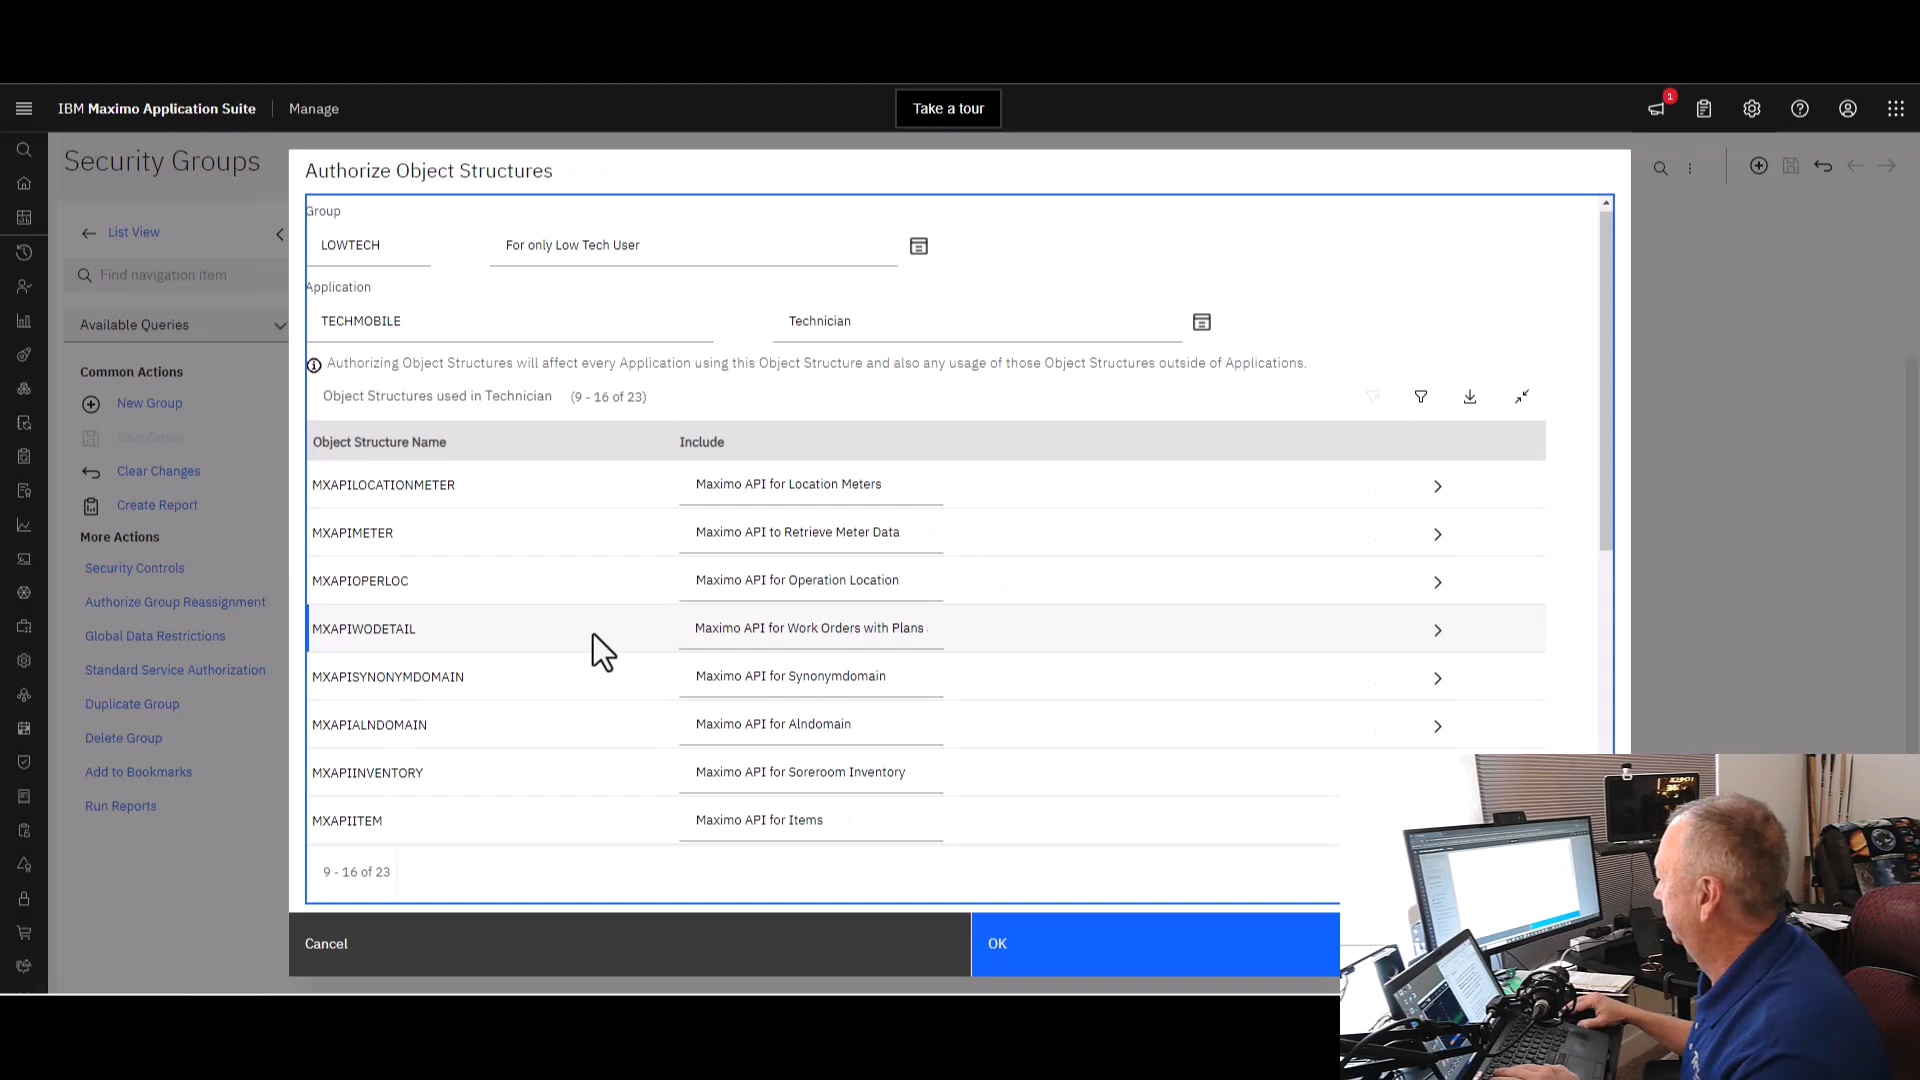 IBM Maximo Application Suite
Manage
Take a tour
1
Security Groups
List View
Find navigation item
Available Queries
Common Actions
New Group
Save Group
Clear Changes
Create Report
More Actions
Security Controls
Authorize Group Reassignment
Global Data Restrictions
Standard Service Authorization
Duplicate Group
Delete Group
Add to Bookmarks
Run Reports
Authorize Object Structures
Group
LOWTECH For only Low Tech User
Application
TECHMOBILE Technician
Authorizing Object Structures will affect every Application using this Object Structure and also any usage of those Object Structures outside of Applications.
Object Structures used in Technician (9 - 16 of 23)
Object Structure Name Include
MXAPILOCATIONMETER Maximo API for Location Meters
MXAPIMETER Maximo API to Retrieve Meter Data
MXAPIOPERLOC Maximo API for Operation Location
MXAPIWODETAIL Maximo API for Work Orders with Plans
MXAPISYNONYMDOMAIN Maximo API for Synonymdomain
MXAPIALNDOMAIN Maximo API for Alndomain
MXAPIINVENTORY Maximo API for Soreroom Inventory
MXAPIITEM Maximo API for Items
9 - 16 of 23
Cancel
OK